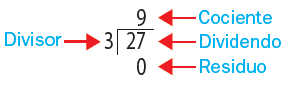 9 Cociente
Divisor 3 27 Dividendo
0 Residuo